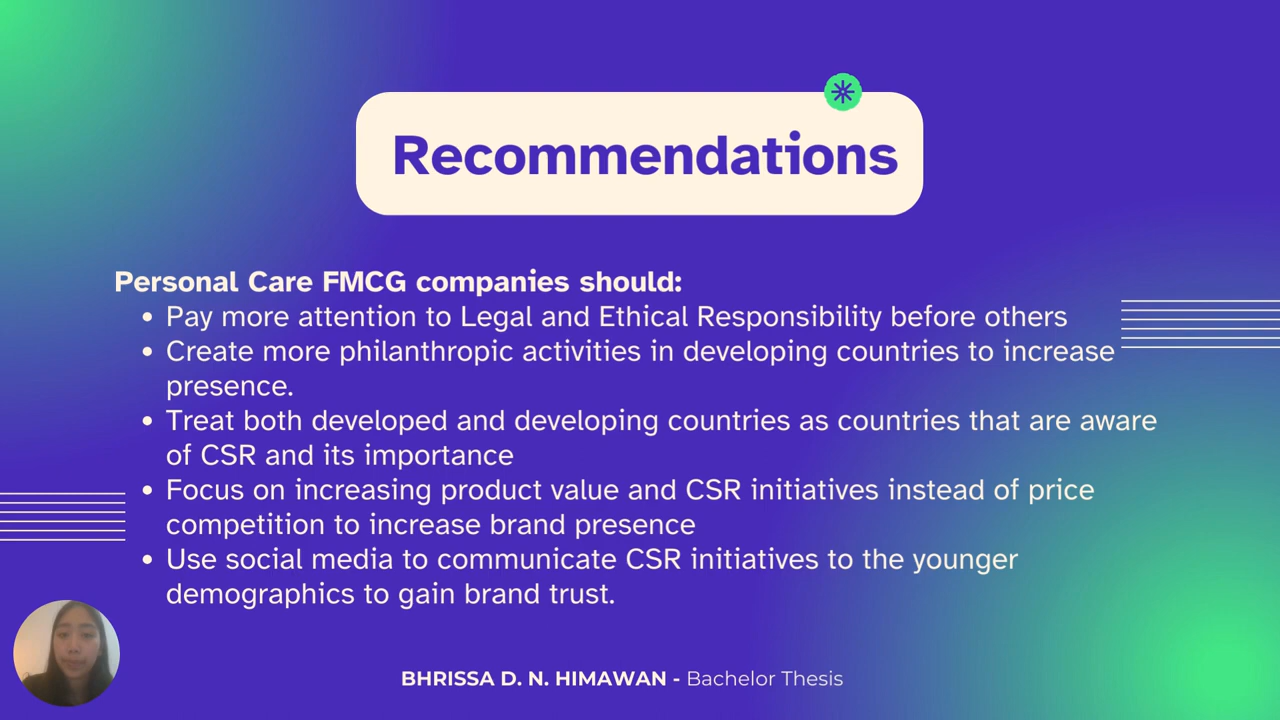 Recommendations
Personal Care FMCG companies should:
• Pay more attention to Legal and Ethical Responsibility before others
• Create more philanthropic activities in developing countries to increase
presence.
• Treat both developed and developing countries as countries that are aware
of CSR and its importance
• Focus on increasing product value and CSR initiatives instead of price
competition to increase brand presence
• Use social media to communicate CSR initiatives to the younger
demographics to gain brand trust.
BHRISSA D. N. HIMAWAN - Bachelor Thesis